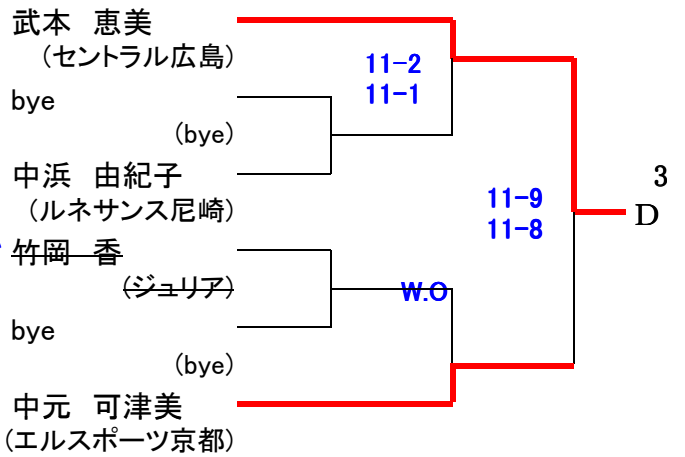 武本 恵美
(セントラル広島)
11-2
11-1
bye
(bye)
中浜 由紀子
(ルネサンス尼崎)
3
11-9
11-8
D
竹岡 香
(ジュリア)
W.O
bye
(bye)
中元 可津美
(エルスポーツ京都)